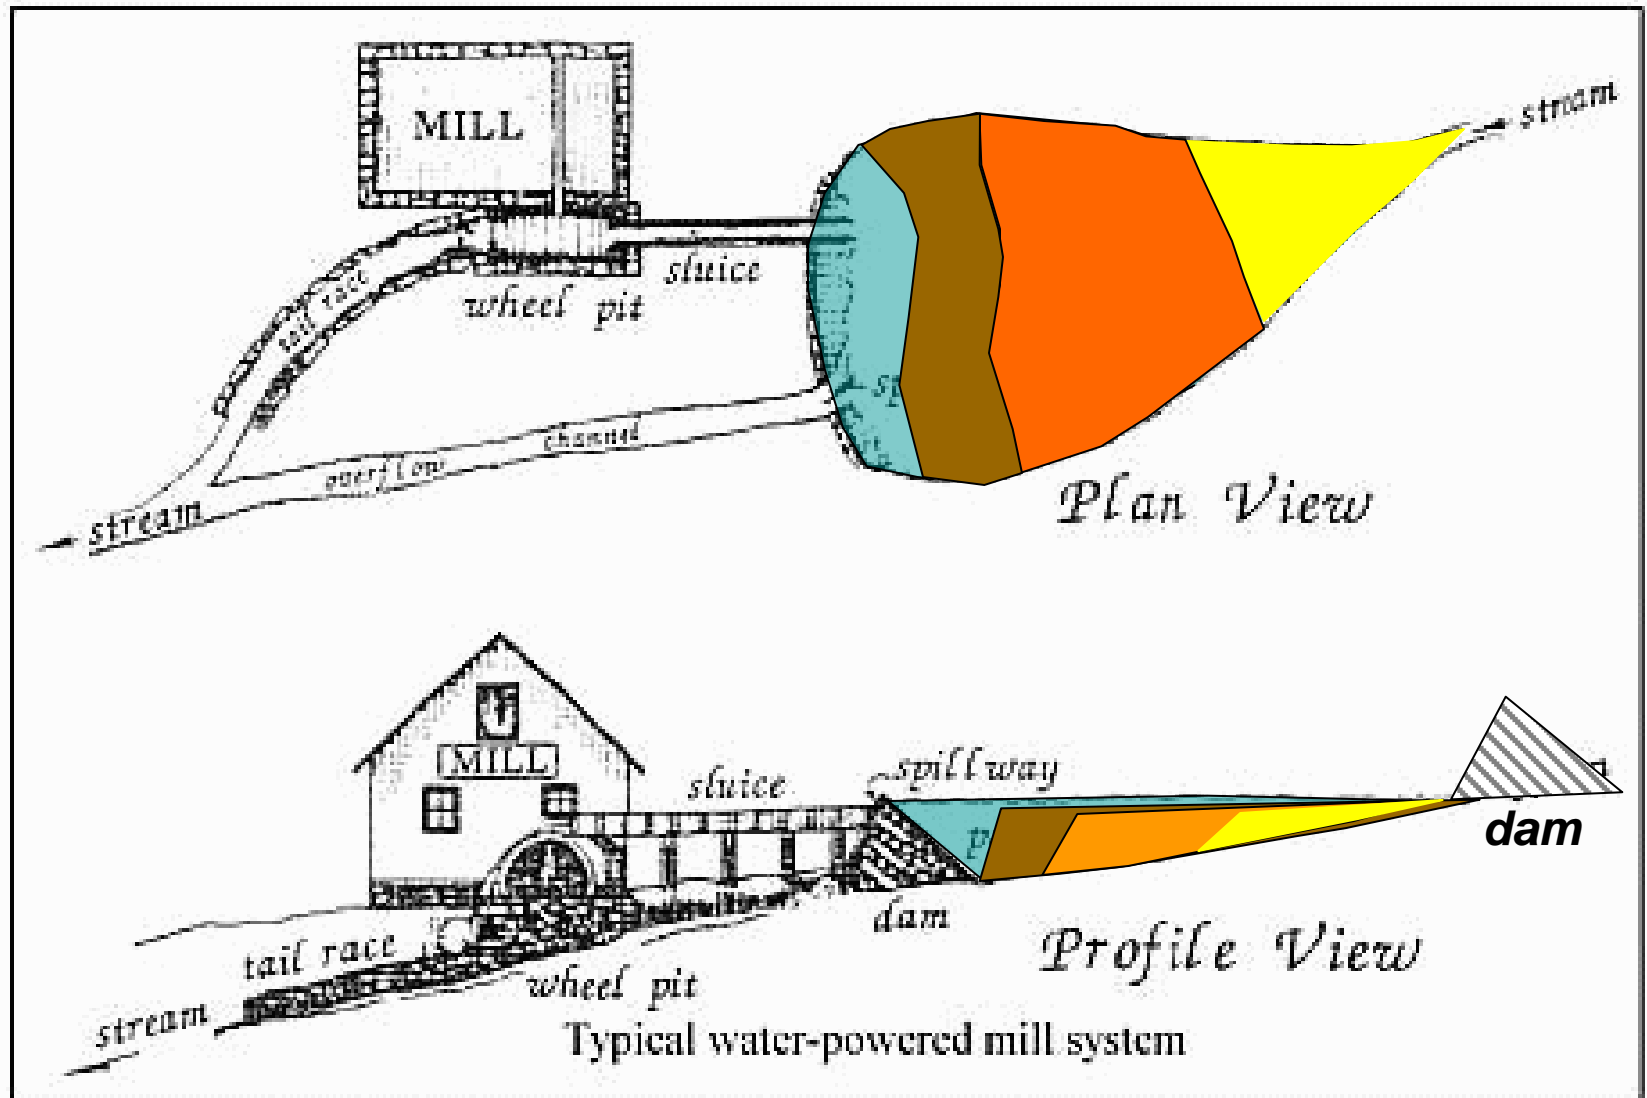 MILL
stream
sluice
tail race
wheel pit
sp
channel
overflow
stream
Plan View
MILL
sluice
spillway
p
dam
dam
tail race
Profile View
wheel pit
stream
Typical water-powered mill system